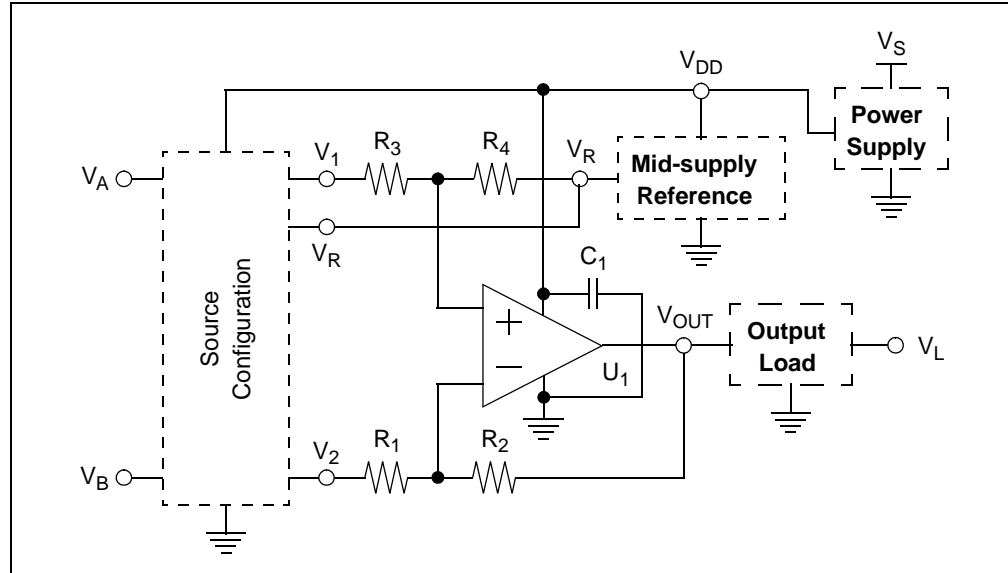 V_S
V_DD
Power
Supply
R_3
R_4
V_1
V_R
Mid-supply
Reference
V_A
V_R
C_1
Source
Configuration
+
V_OUT
Output
Load
V_L
−
U_1
V_B
V_2
R_1
R_2